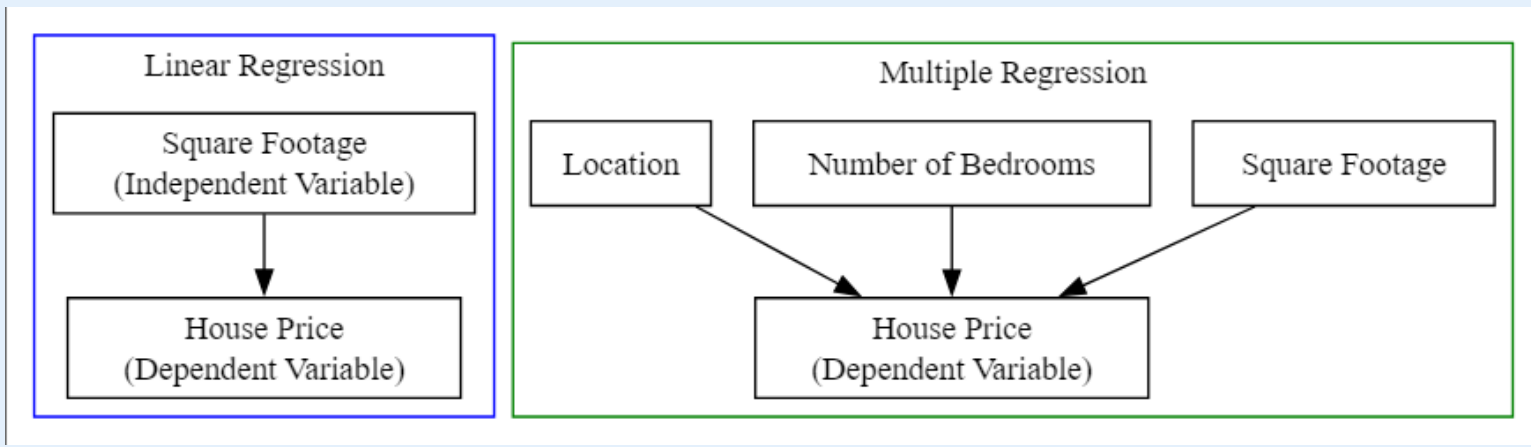 Linear Regression
Square Footage
(Independent Variable)
House Price
(Dependent Variable)
Multiple Regression
Location
Number of Bedrooms
Square Footage
House Price
(Dependent Variable)